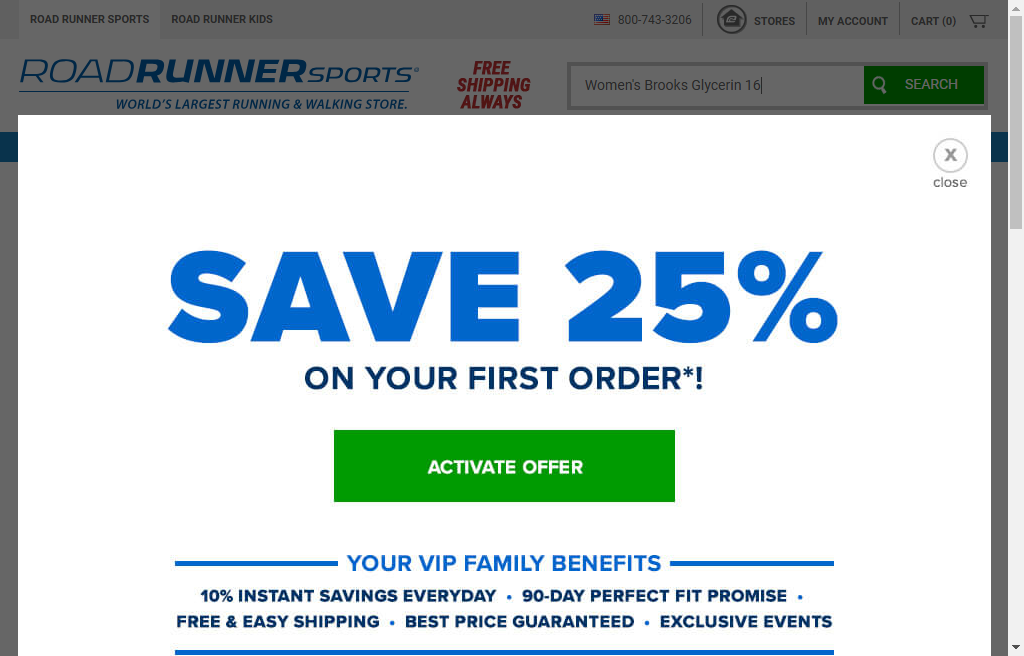 ROAD RUNNER SPORTS ROAD RUNNER KIDS 800-743-3206 STORES MY ACCOUNT CART (0)
ROADRUNNERSPORTS®
WORLD'S LARGEST RUNNING & WALKING STORE.
FREE
SHIPPING
ALWAYS
Women's Brooks Glycerin 16 SEARCH
X
close
SAVE 25%
ON YOUR FIRST ORDER*!
ACTIVATE OFFER
YOUR VIP FAMILY BENEFITS
10% INSTANT SAVINGS EVERYDAY • 90-DAY PERFECT FIT PROMISE •
FREE & EASY SHIPPING • BEST PRICE GUARANTEED • EXCLUSIVE EVENTS